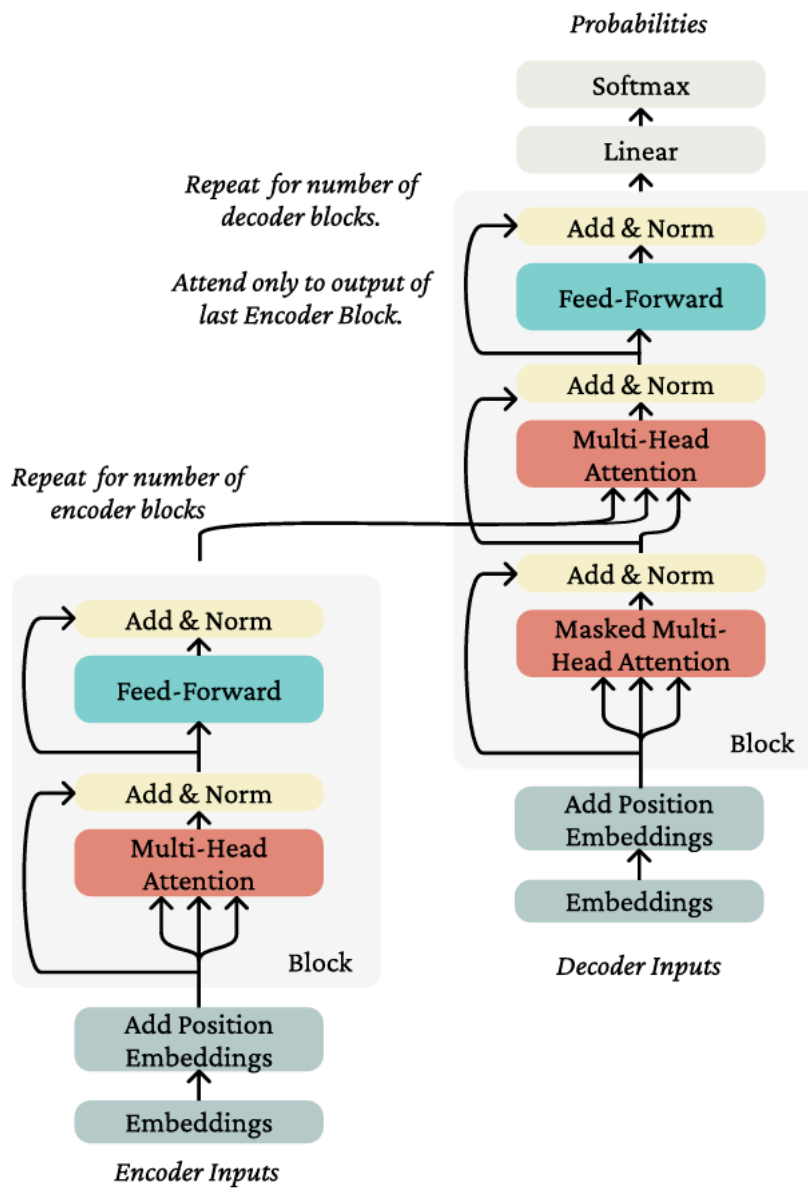 Probabilities
Softmax
Linear
Repeat for number of
decoder blocks.
Add & Norm
Attend only to output of
last Encoder Block.
Feed-Forward
Add & Norm
Multi-Head
Attention
Repeat for number of
encoder blocks
Add & Norm
Masked Multi-
Head Attention
Block
Add Position
Embeddings
Embeddings
Decoder Inputs
Add & Norm
Feed-Forward
Add & Norm
Multi-Head
Attention
Block
Add Position
Embeddings
Embeddings
Encoder Inputs